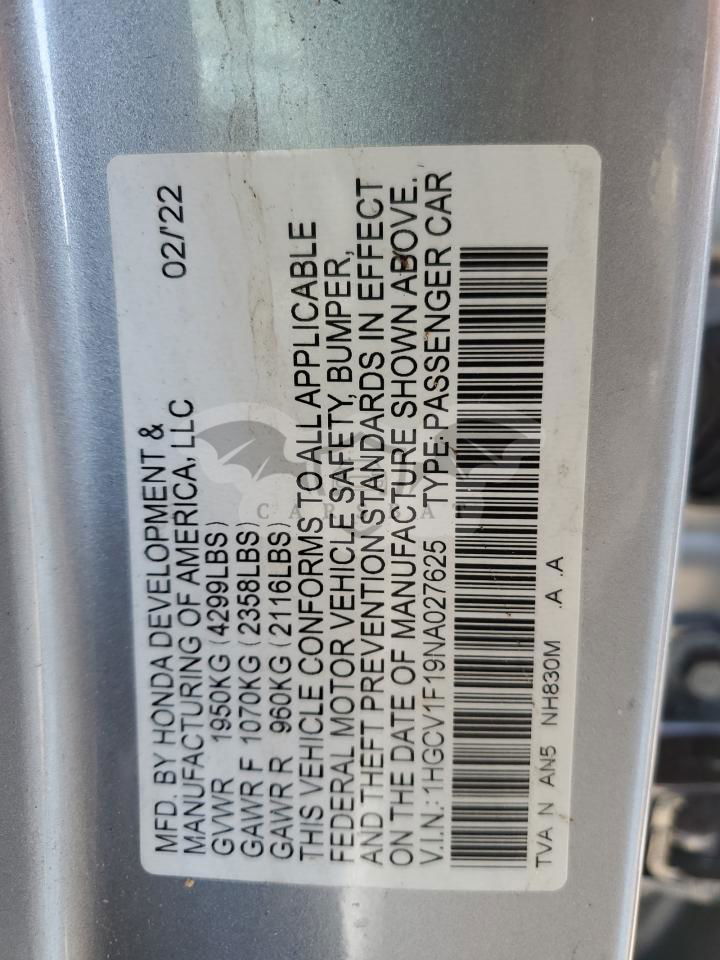 MFD. BY HONDA DEVELOPMENT & 02/'22
MANUFACTURING OF AMERICA, LLC
GVWR 1950KG (4299LBS)
GAWR F 1070KG (2358LBS)
GAWR R 960KG (2116LBS)
THIS VEHICLE CONFORMS TO ALL APPLICABLE
FEDERAL MOTOR VEHICLE SAFETY, BUMPER,
AND THEFT PREVENTION STANDARDS IN EFFECT
ON THE DATE OF MANUFACTURE SHOWN ABOVE.
V.I.N.: 1HGCV1F19NA027625 TYPE: PASSENGER CAR
TVA N AN5 NH830M .A .A
CARSBAT